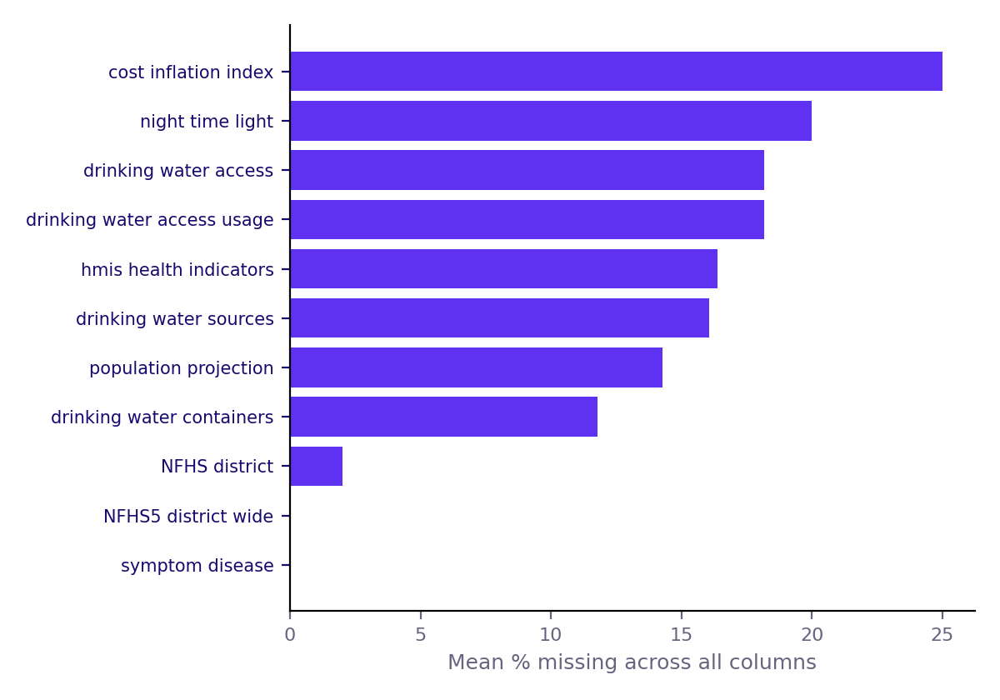 cost inflation index
night time light
drinking water access
drinking water access usage
hmis health indicators
drinking water sources
population projection
drinking water containers
NFHS district
NFHS5 district wide
symptom disease
0 5 10 15 20 25
Mean % missing across all columns